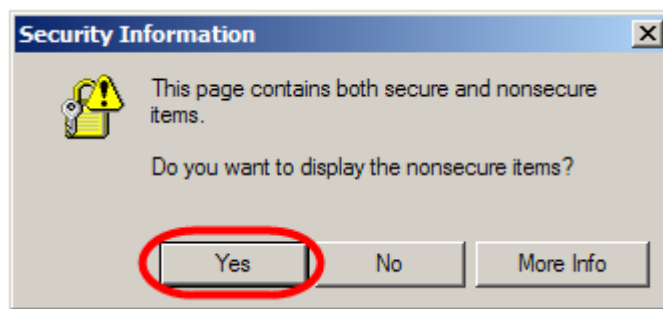 Security Information
This page contains both secure and nonsecure
items.
Do you want to display the nonsecure items?
Yes No More Info